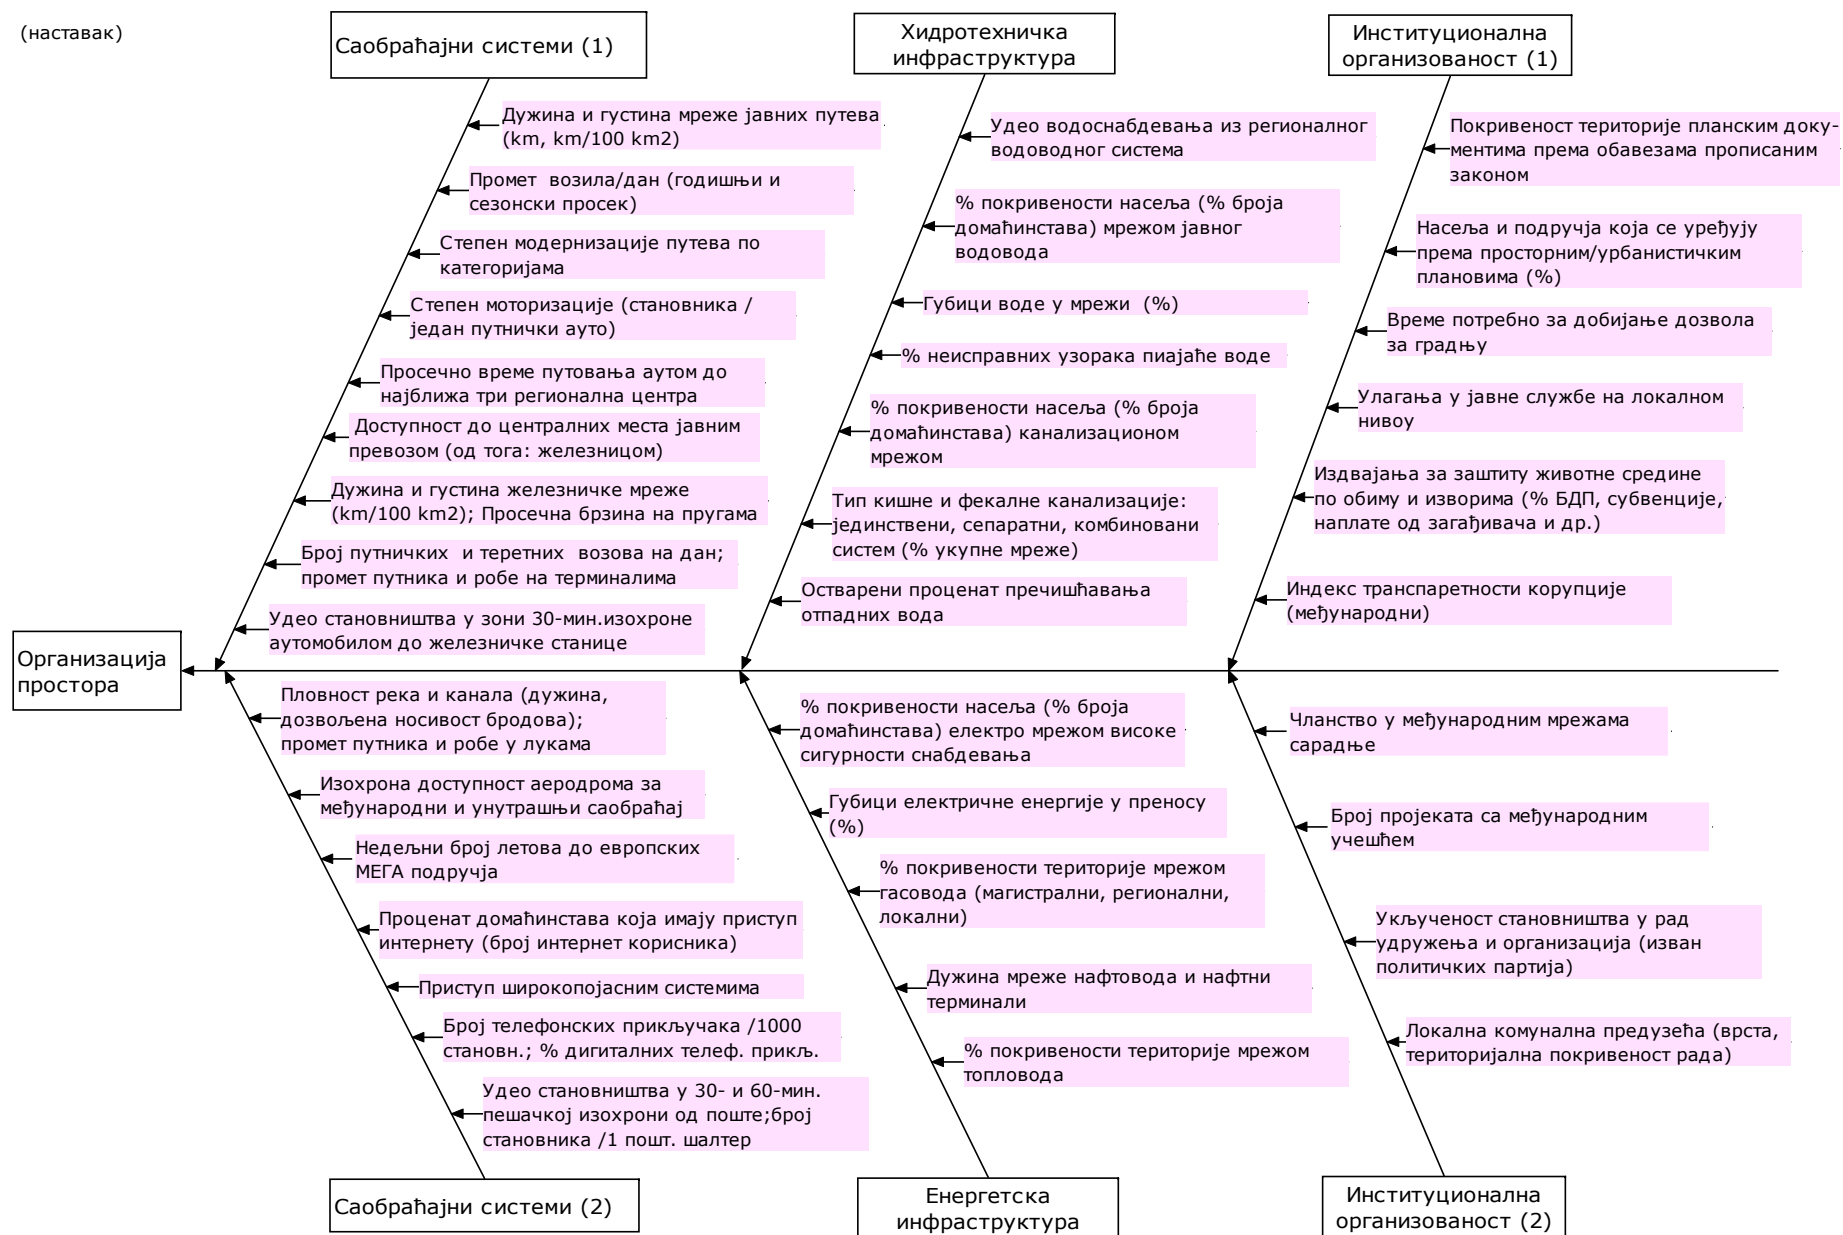 (наставак)
Саобраћајни системи (1)
Дужина и густина мреже јавних путева
(km, km/100 km2)
Промет возила/дан (годишњи и
сезонски просек)
Степен модернизације путева по
категоријама
Степен моторизације (становника /
један путнички ауто)
Просечно време путовања аутом до
најближа три регионална центра
Доступност до централних места јавним
превозом (од тога: железницом)
Дужина и густина железничке мреже
(km/100 km2); Просечна брзина на пругама
Број путничких и теретних возова на дан;
промет путника и робе на терминалима
Удео становништва у зони 30-мин.изохроне
аутомобилом до железничке станице
Хидротехничка
инфраструктура
Удео водоснабдевања из регионалног
водоводног система
% покривености насеља (% броја
домаћинстава) мрежом јавног
водовода
Губици воде у мрежи (%)
% неисправних узорака пиајаће воде
% покривености насеља (% броја
домаћинстава) канализационом
мрежом
Тип кишне и фекалне канализације:
јединствени, сепаратни, комбиновани
систем (% укупне мреже)
Остварени проценат пречишћавања
отпадних вода
Институционална
организованост (1)
Покривеност територије планским доку-
ментима према обавезама прописаним
законом
Насеља и подручја која се уређују
према просторним/урбанистичким
плановима (%)
Време потребно за добијање дозвола
за градњу
Улагања у јавне службе на локалном
нивоу
Издвајања за заштиту животне средине
по обиму и изворима (% БДП, субвенције,
наплате од загађивача и др.)
Индекс транспаретности корупције
(међународни)
Организација
простора
Пловност река и канала (дужина,
дозвољена носивост бродова);
промет путника и робе у лукама
Изохрона доступност аеродрома за
међународни и унутрашњи саобраћај
Недељни број летова до европских
МЕГА подручја
Проценат домаћинстава која имају приступ
интернету (број интернет корисника)
Приступ широкопојасним системима
Број телефонских прикључака /1000
становн.; % дигиталних телеф. прикљ.
Удео становништва у 30- и 60-мин.
пешачкој изохрони од поште;број
становника /1 пошт. шалтер
Саобраћајни системи (2)
% покривености насеља (% броја
домаћинстава) електро мрежом високе
сигурности снабдевања
Губици електричне енергије у преносу
(%)
% покривености територије мрежом
гасовода (магистрални, регионални,
локални)
Дужина мреже нафтовода и нафтни
терминали
% покривености територије мрежом
топловода
Енергетска
инфраструктура
Чланство у међународним мрежама
сарадње
Број пројеката са међународним
учешћем
Укљученост становништва у рад
удружења и организација (изван
политичких партија)
Локална комунална предузећа (врста,
територијална покривеност рада)
Институционална
организованост (2)